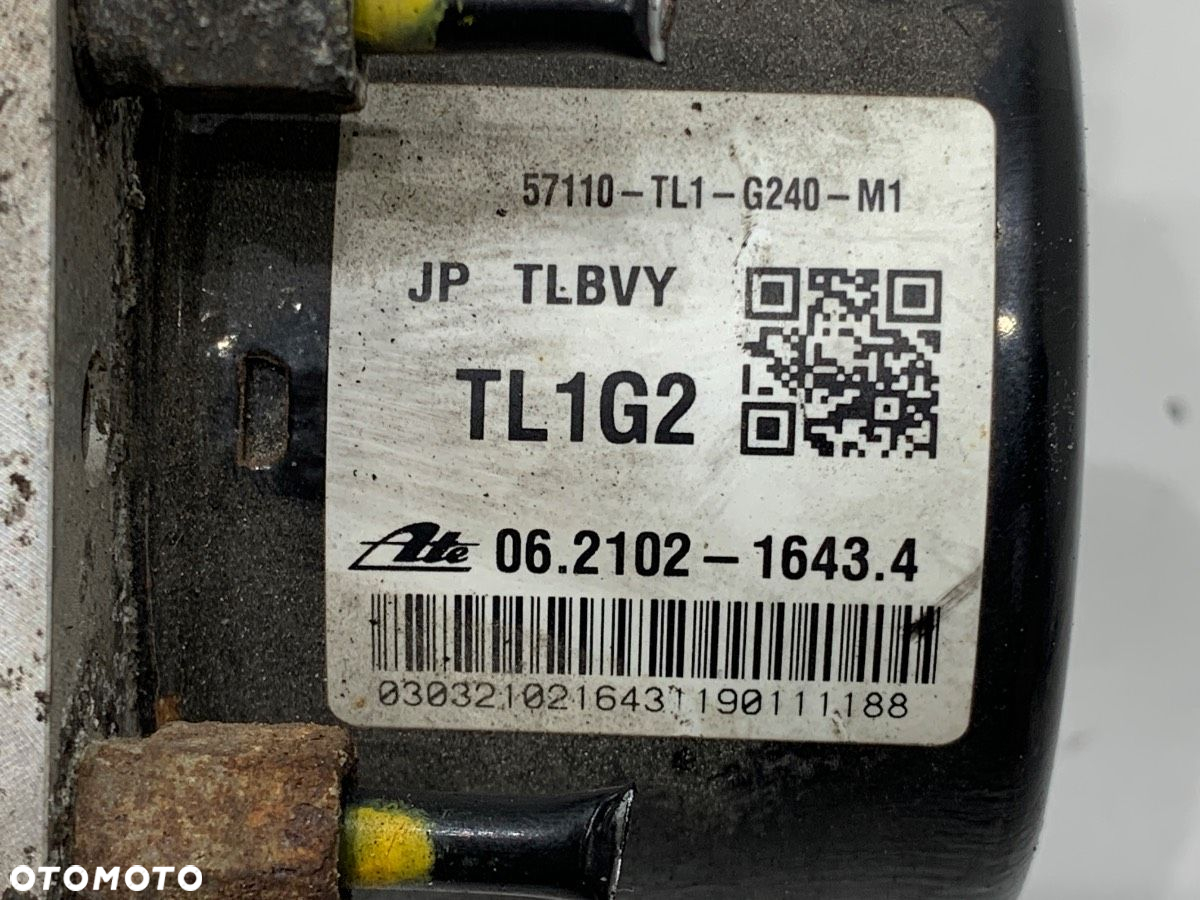 57110-TL1-G240-M1
JP TLBVY
TL1G2
Ate 06.2102-1643.4
0303210216431190111188
OTOMOTO